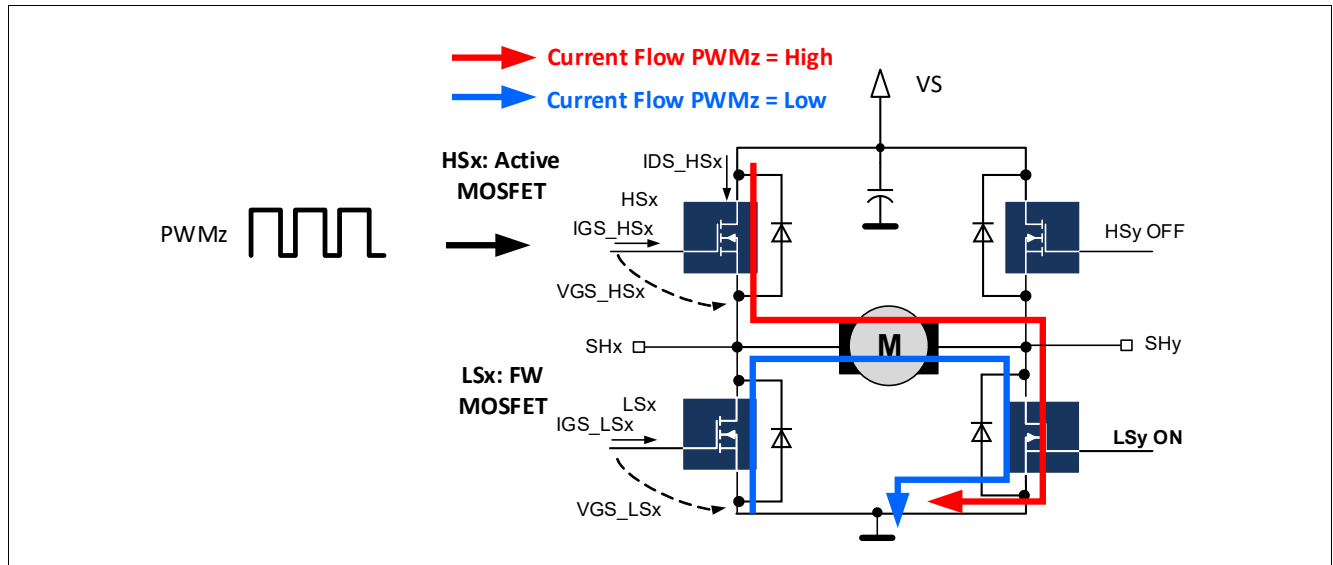 Current Flow PWMz = High
Current Flow PWMz = Low
VS
HSx: Active
MOSFET
IDS_HSx
HSx
PWMz
IGS_HSx
HSy OFF
VGS_HSx
SHx
M
SHy
LSx: FW
MOSFET
LSx
IGS_LSx
LSy ON
VGS_LSx